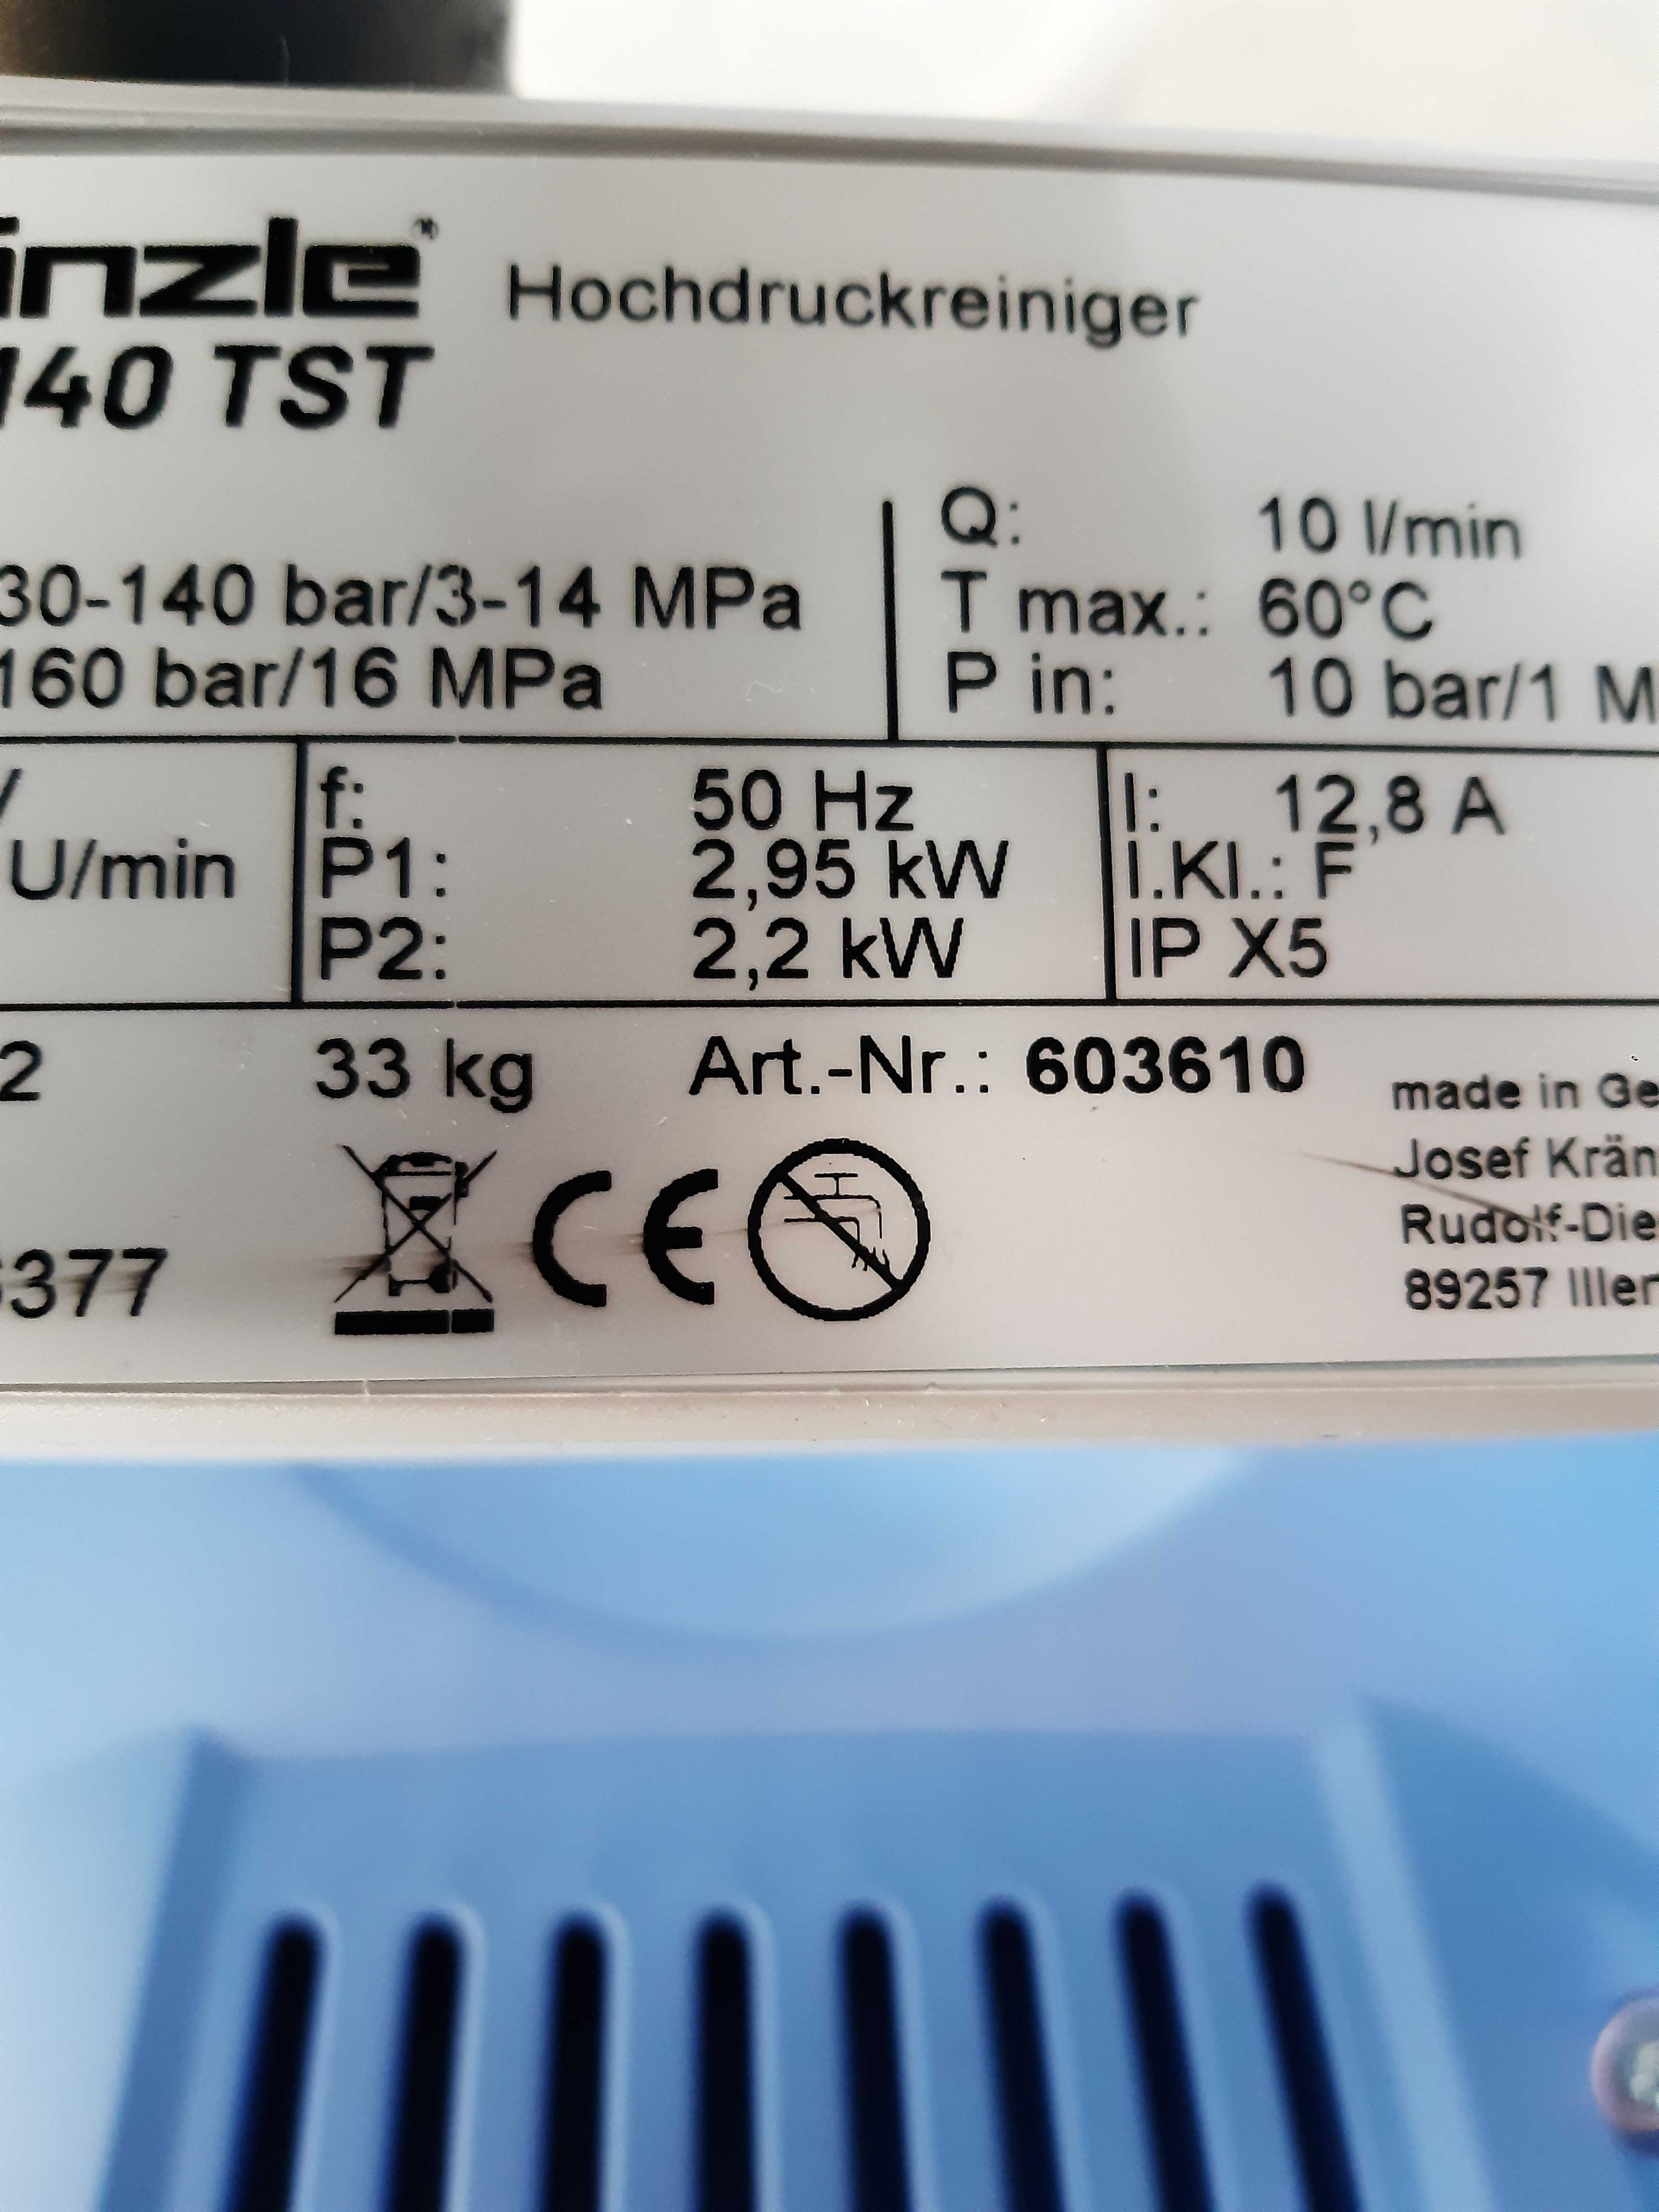 inzle
Hochdruckreiniger
140 TST
30-140 bar/3-14 MPa
160 bar/16 MPa
Q: 10 l/min
T max.: 60°C
P in: 10 bar/1 M
U/min
f: 50 Hz
P1: 2,95 kW
P2: 2,2 kW
I: 12,8 A
I.Kl.: F
IP X5
2 33 kg Art.-Nr.: 603610
377
CE
made in Ge
Josef Krän
Rudolf-Die
89257 Iller